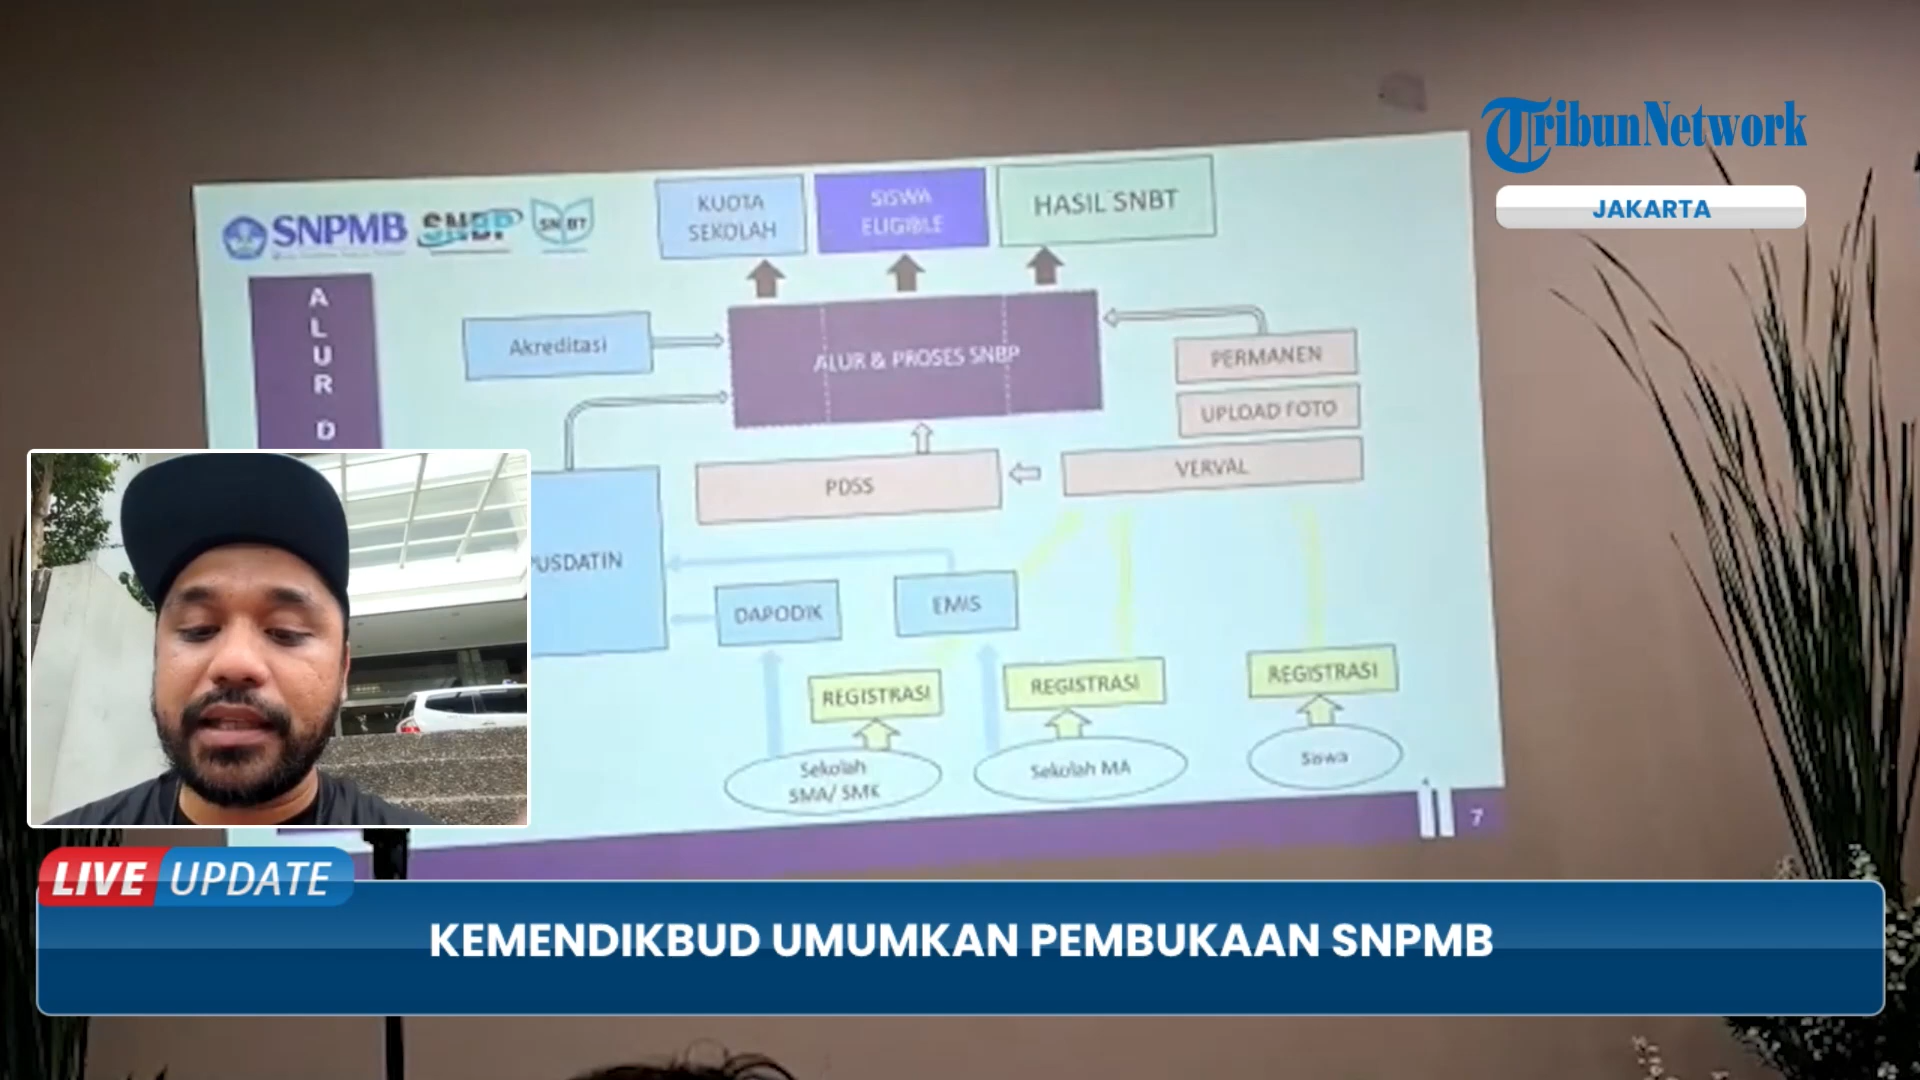 TribunNetwork
JAKARTA
SNPMB
SNBP
SNBT
KUOTA
SEKOLAH
SISWA
ELIGIBLE
HASIL SNBT
A
L
U
R
D
Akreditasi
ALUR & PROSES SNBP
PERMANEN
UPLOAD FOTO
VERVAL
PDSS
USDATIN
DAPODIK
EMIS
REGISTRASI
REGISTRASI
REGISTRASI
Sekolah
SMA/ SMK
Sekolah MA
Siswa
7
LIVE UPDATE
KEMENDIKBUD UMUMKAN PEMBUKAAN SNPMB